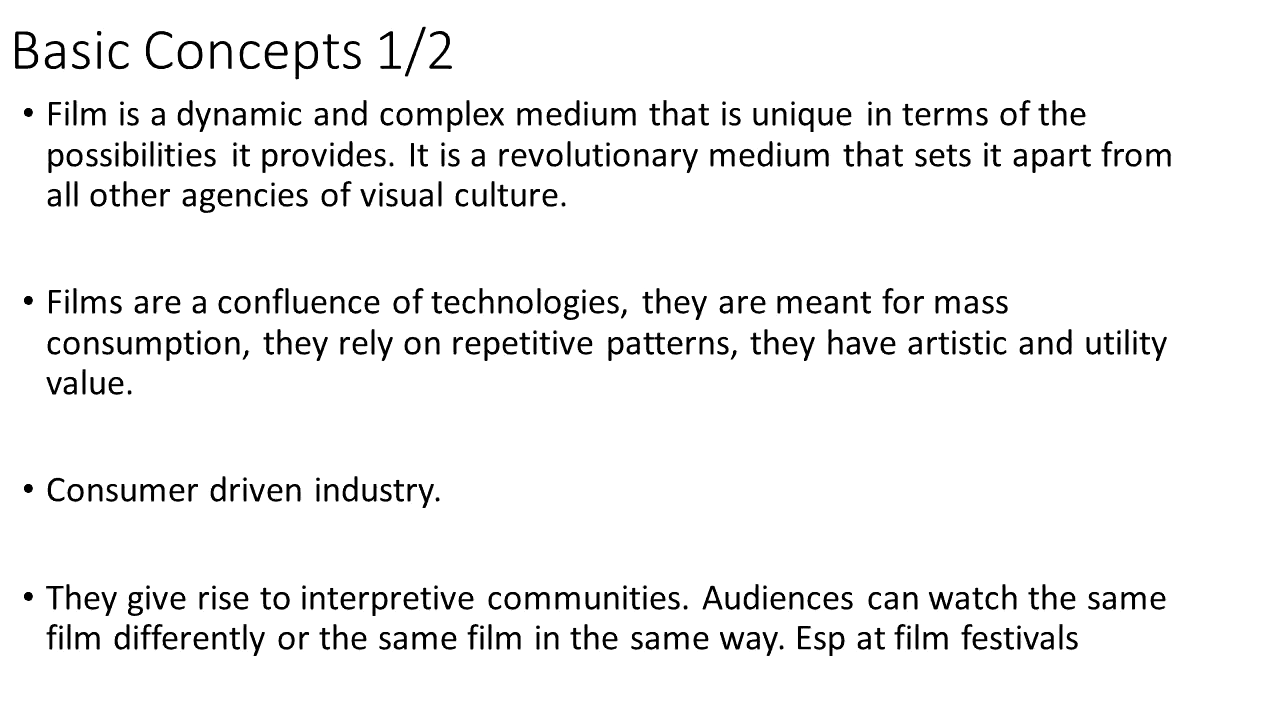 Basic Concepts 1/2
• Film is a dynamic and complex medium that is unique in terms of the
possibilities it provides. It is a revolutionary medium that sets it apart from
all other agencies of visual culture.
• Films are a confluence of technologies, they are meant for mass
consumption, they rely on repetitive patterns, they have artistic and utility
value.
• Consumer driven industry.
• They give rise to interpretive communities. Audiences can watch the same
film differently or the same film in the same way. Esp at film festivals